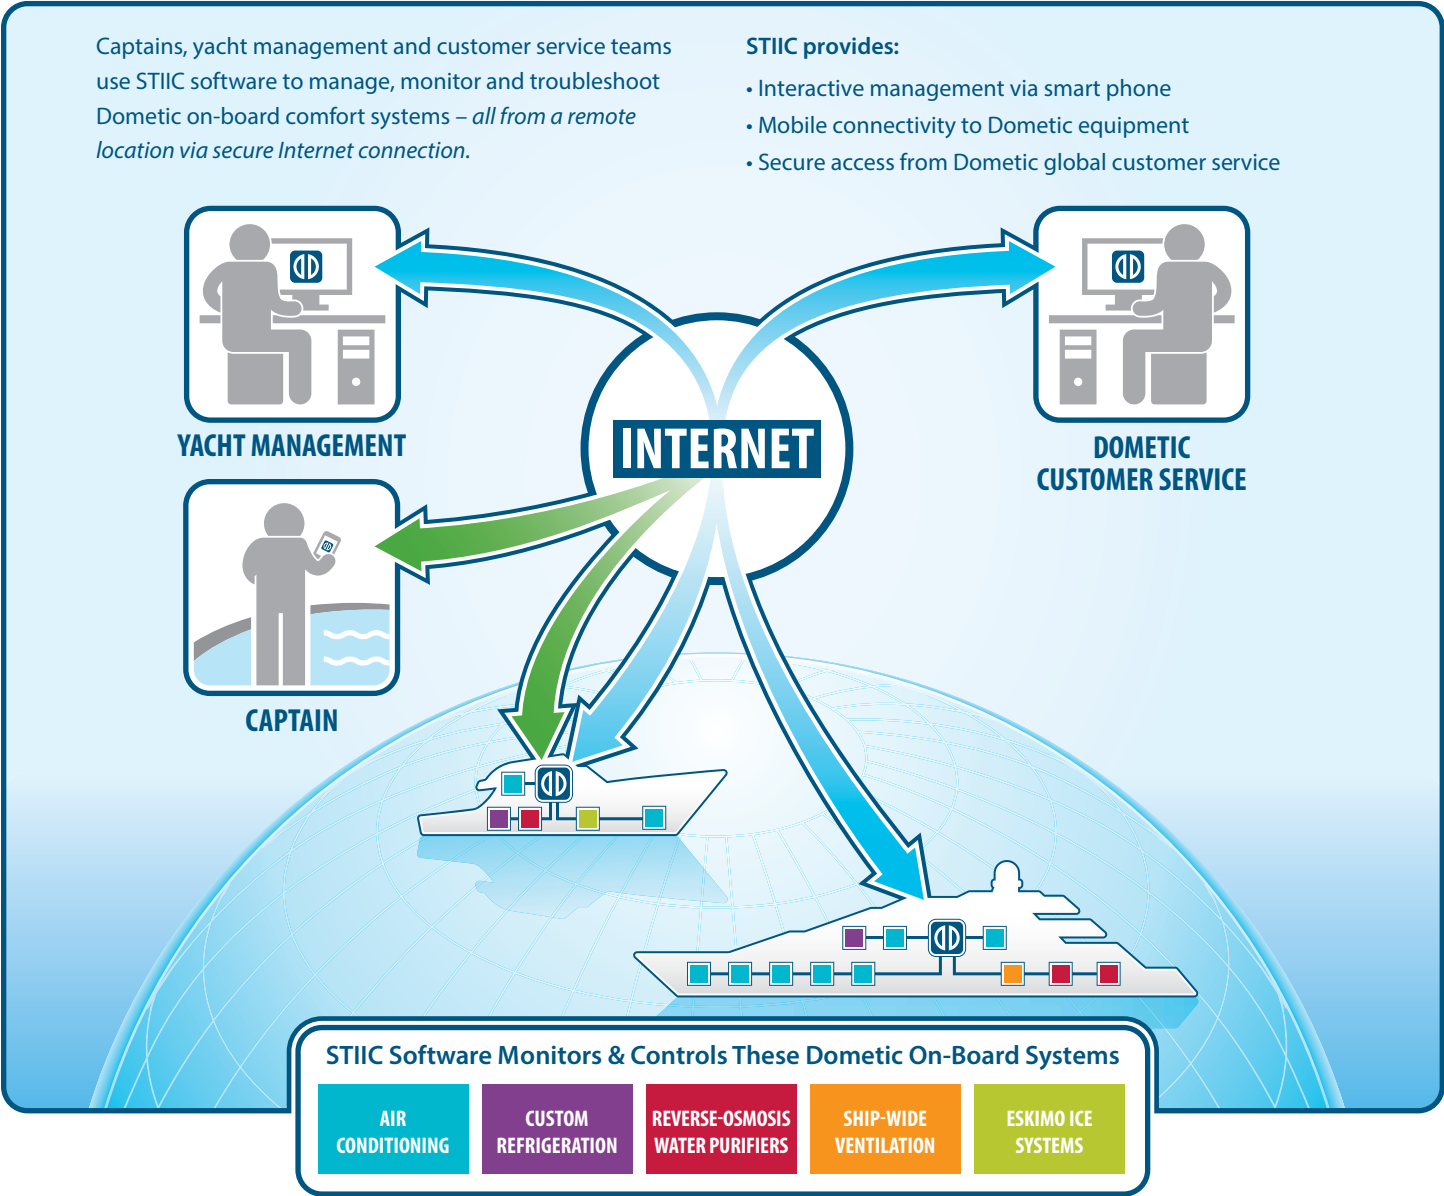 Captains, yacht management and customer service teams
use STIIC software to manage, monitor and troubleshoot
Dometic on-board comfort systems – all from a remote
location via secure Internet connection.
STIIC provides:
• Interactive management via smart phone
• Mobile connectivity to Dometic equipment
• Secure access from Dometic global customer service
YACHT MANAGEMENT
INTERNET
DOMETIC
CUSTOMER SERVICE
CAPTAIN
STIIC Software Monitors & Controls These Dometic On-Board Systems
AIR
CONDITIONING
CUSTOM
REFRIGERATION
REVERSE-OSMOSIS
WATER PURIFIERS
SHIP-WIDE
VENTILATION
ESKIMO ICE
SYSTEMS